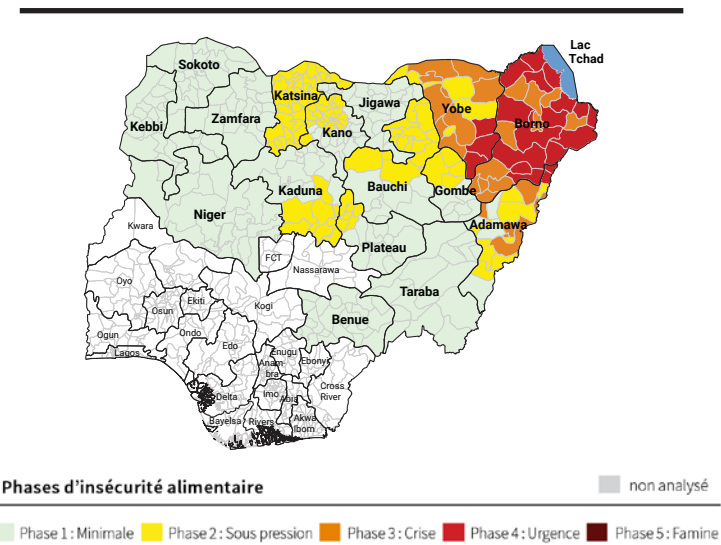 Lac
Tchad
Sokoto
Katsina
Jigawa
Yobe
Borno
Kebbi
Zamfara
Kano
Kaduna
Bauchi
Gombe
Niger
Adamawa
Kwara
Plateau
FCT
Nassarawa
Oyo
Taraba
Ekiti
Kogi
Osun
Benue
Ogun
Ondo
Edo
Lagos
Enugu
Anam-
bra
Ebony
Cross
River
Delta
Imo
Abia
Akwa
Ibom
Bayelsa
Rivers
Phases d’insécurité alimentaire
non analysé
Phase 1 : Minimale
Phase 2 : Sous pression
Phase 3 : Crise
Phase 4 : Urgence
Phase 5 : Famine